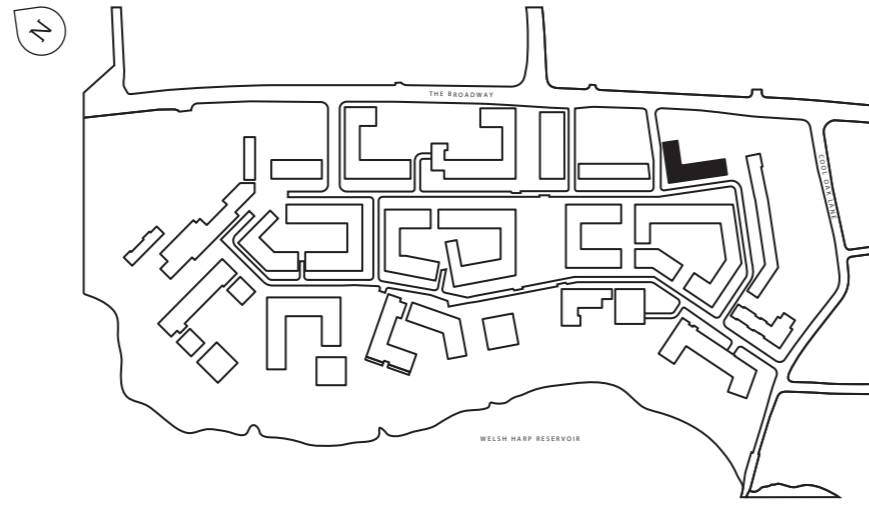 N
THE BROADWAY
COOL OAK LANE
WELSH HARP RESERVOIR